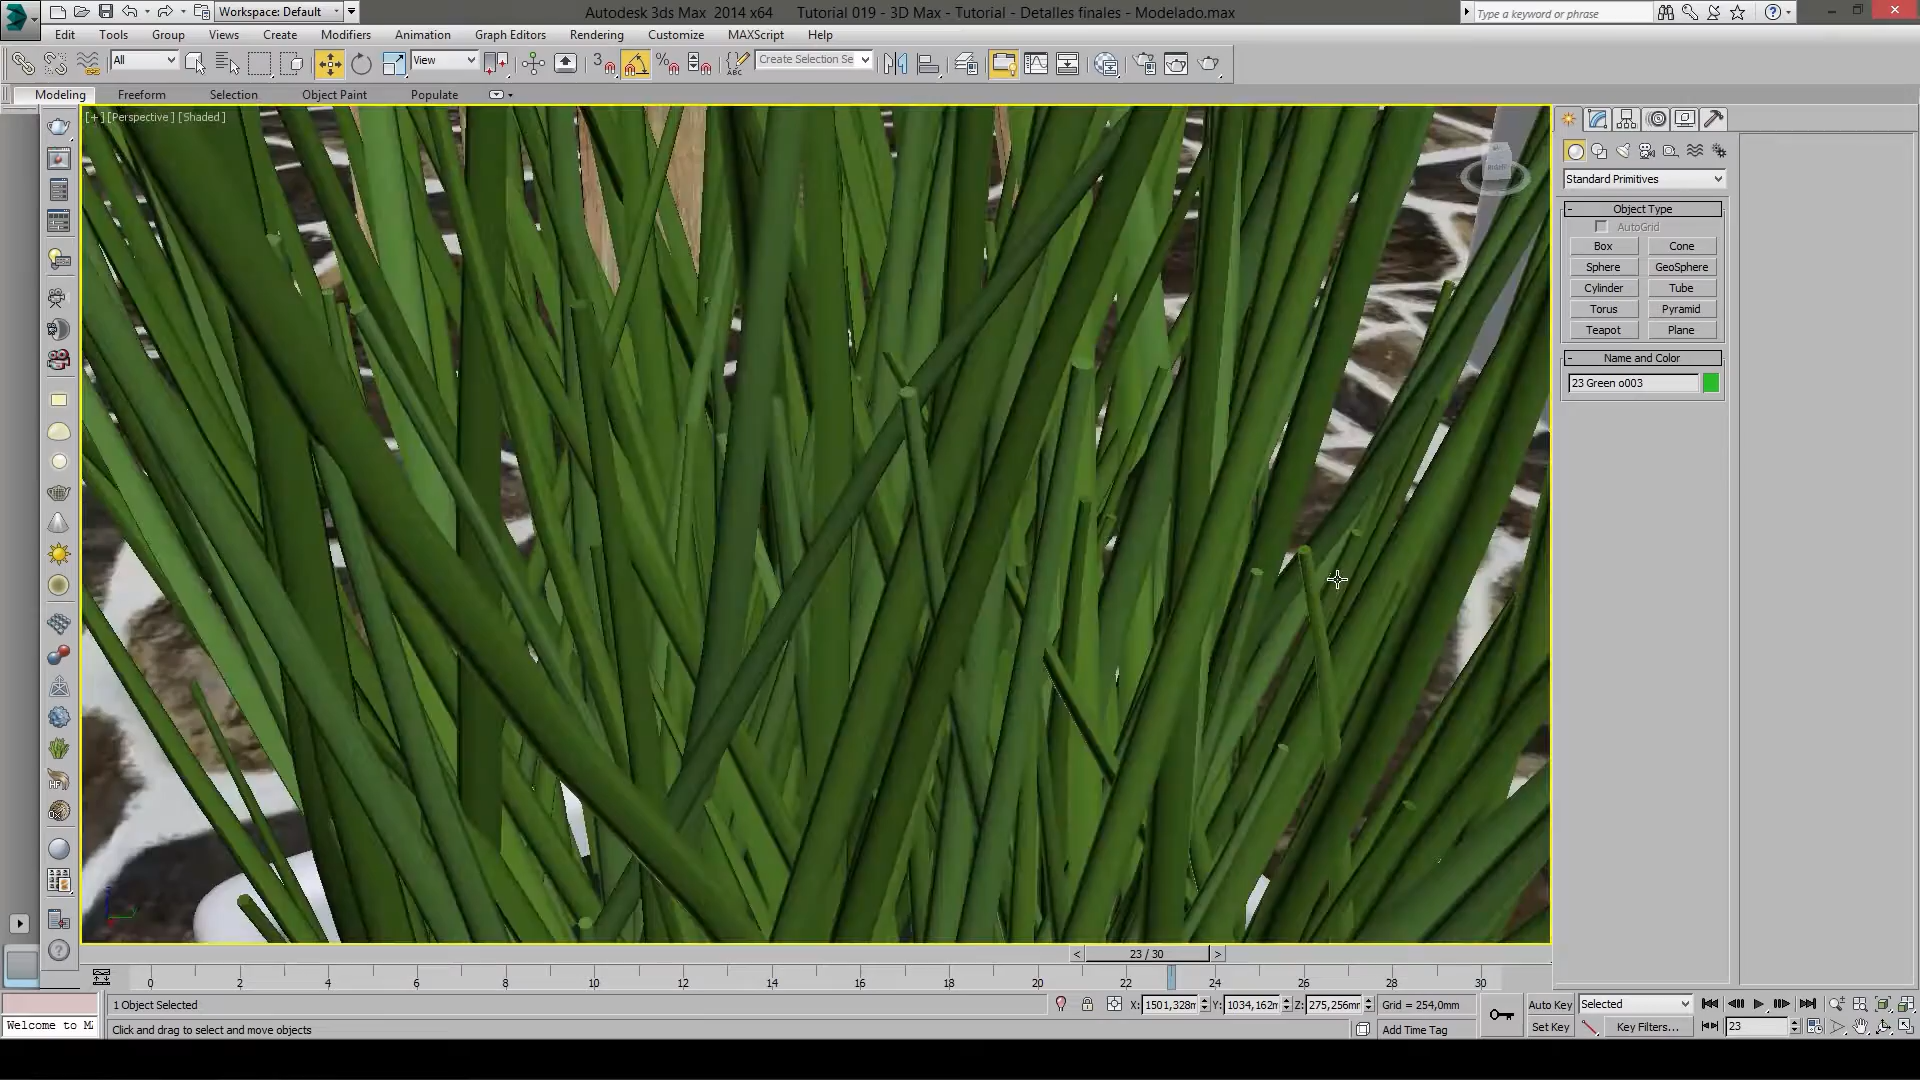 Workspace: Default
Autodesk 3ds Max 2014 x64 Tutorial 019 - 3D Max - Tutorial - Detalles finales - Modelado.max
Type a keyword or phrase
Edit Tools Group Views Create Modifiers Animation Graph Editors Rendering Customize MAXScript Help
All View 3 Create Selection Se
Modeling Freeform Selection Object Paint Populate
[+] [Perspective] [Shaded]
Standard Primitives
- Object Type
AutoGrid
Box Cone
Sphere GeoSphere
Cylinder Tube
Torus Pyramid
Teapot Plane
- Name and Color
23 Green o003
< 23 / 30 >
0 2 4 6 8 10 12 14 16 18 20 22 24 26 28 30
1 Object Selected X: 1501,328m Y: 1034,162m Z: 275,256mm Grid = 254,0mm Auto Key Selected
Welcome to Click and drag to select and move objects Add Time Tag Set Key Key Filters... 23